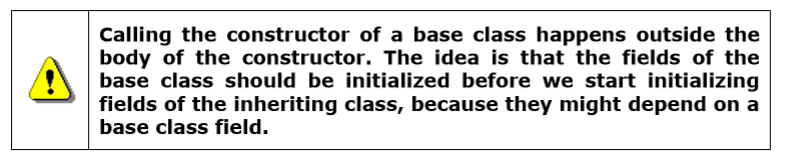 Calling the constructor of a base class happens outside the
body of the constructor. The idea is that the fields of the
base class should be initialized before we start initializing
fields of the inheriting class, because they might depend on a
base class field.